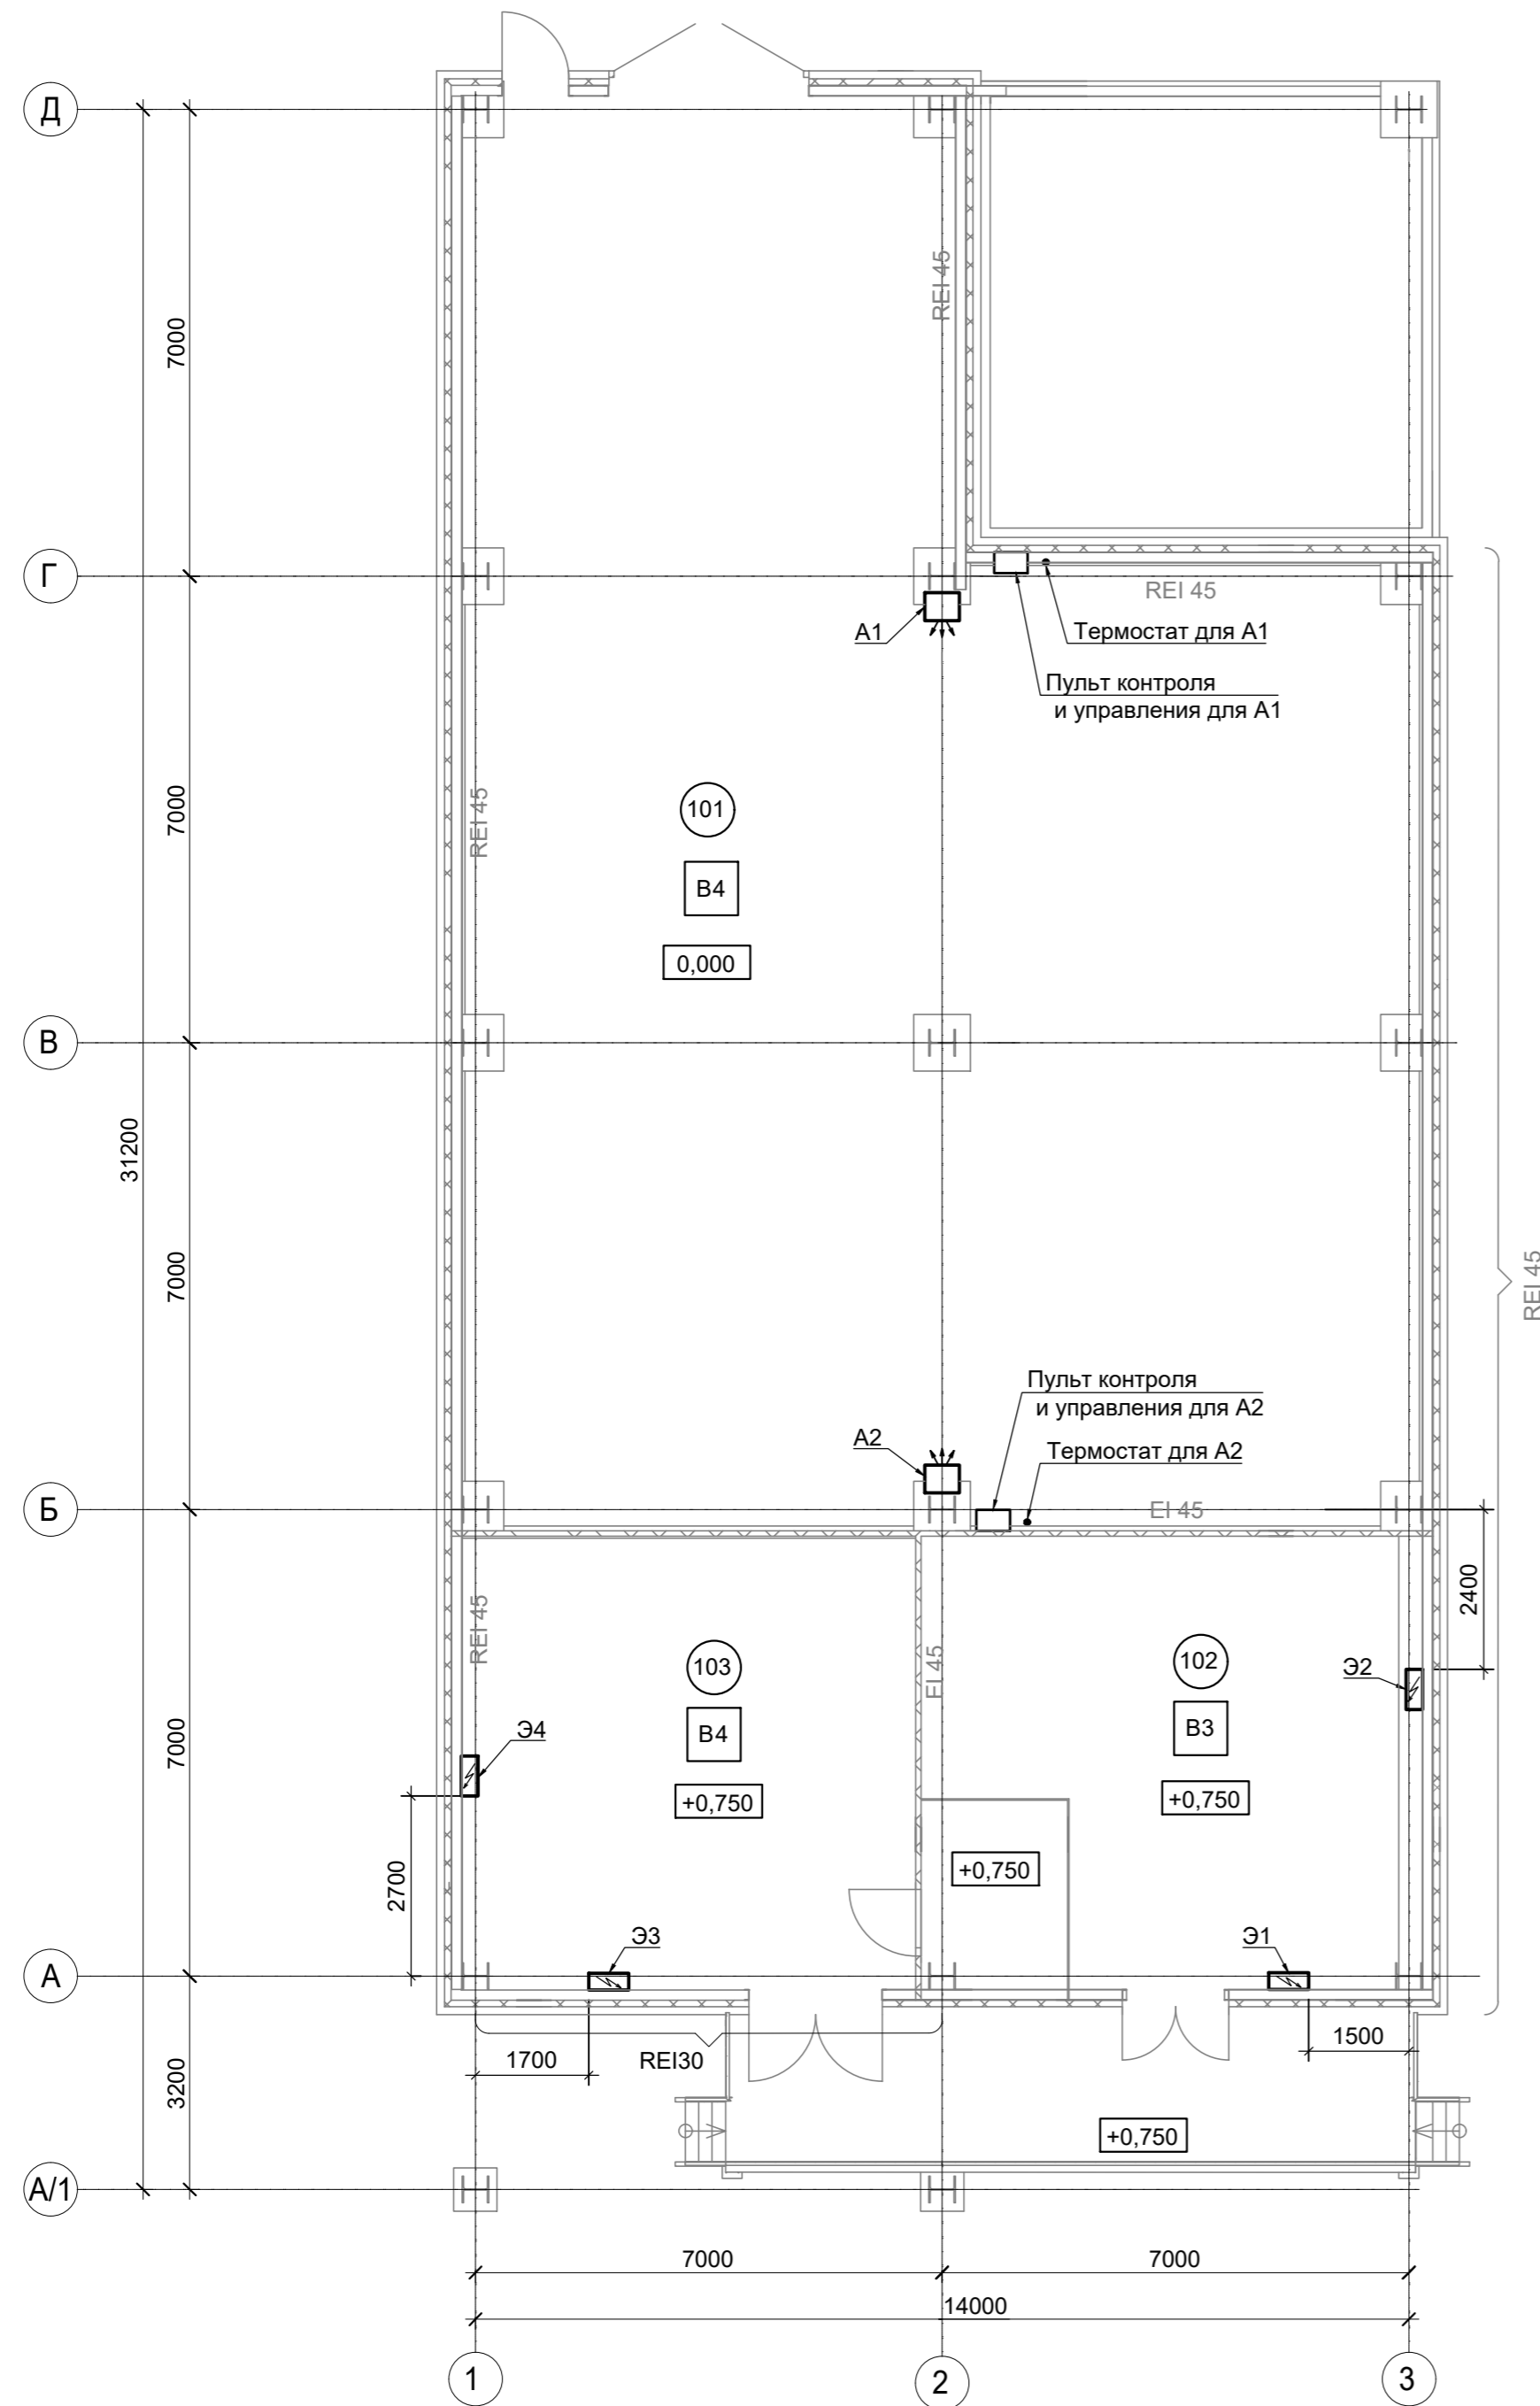 Д
7000
REI 45
Г
REI 45
А1
Термостат для А1
Пульт контроля
и управления для А1
7000
REI 45
101
В4
0,000
В
31200
7000
REI 45
Пульт контроля
и управления для А2
А2
Термостат для А2
Б
EI 45
2400
REI 45
EI 45
103
102
Э2
В4
В3
Э4
7000
+0,750
+0,750
2700
+0,750
Э3
Э1
А
1700
REI30
1500
3200
+0,750
А/1
7000
7000
14000
1
2
3